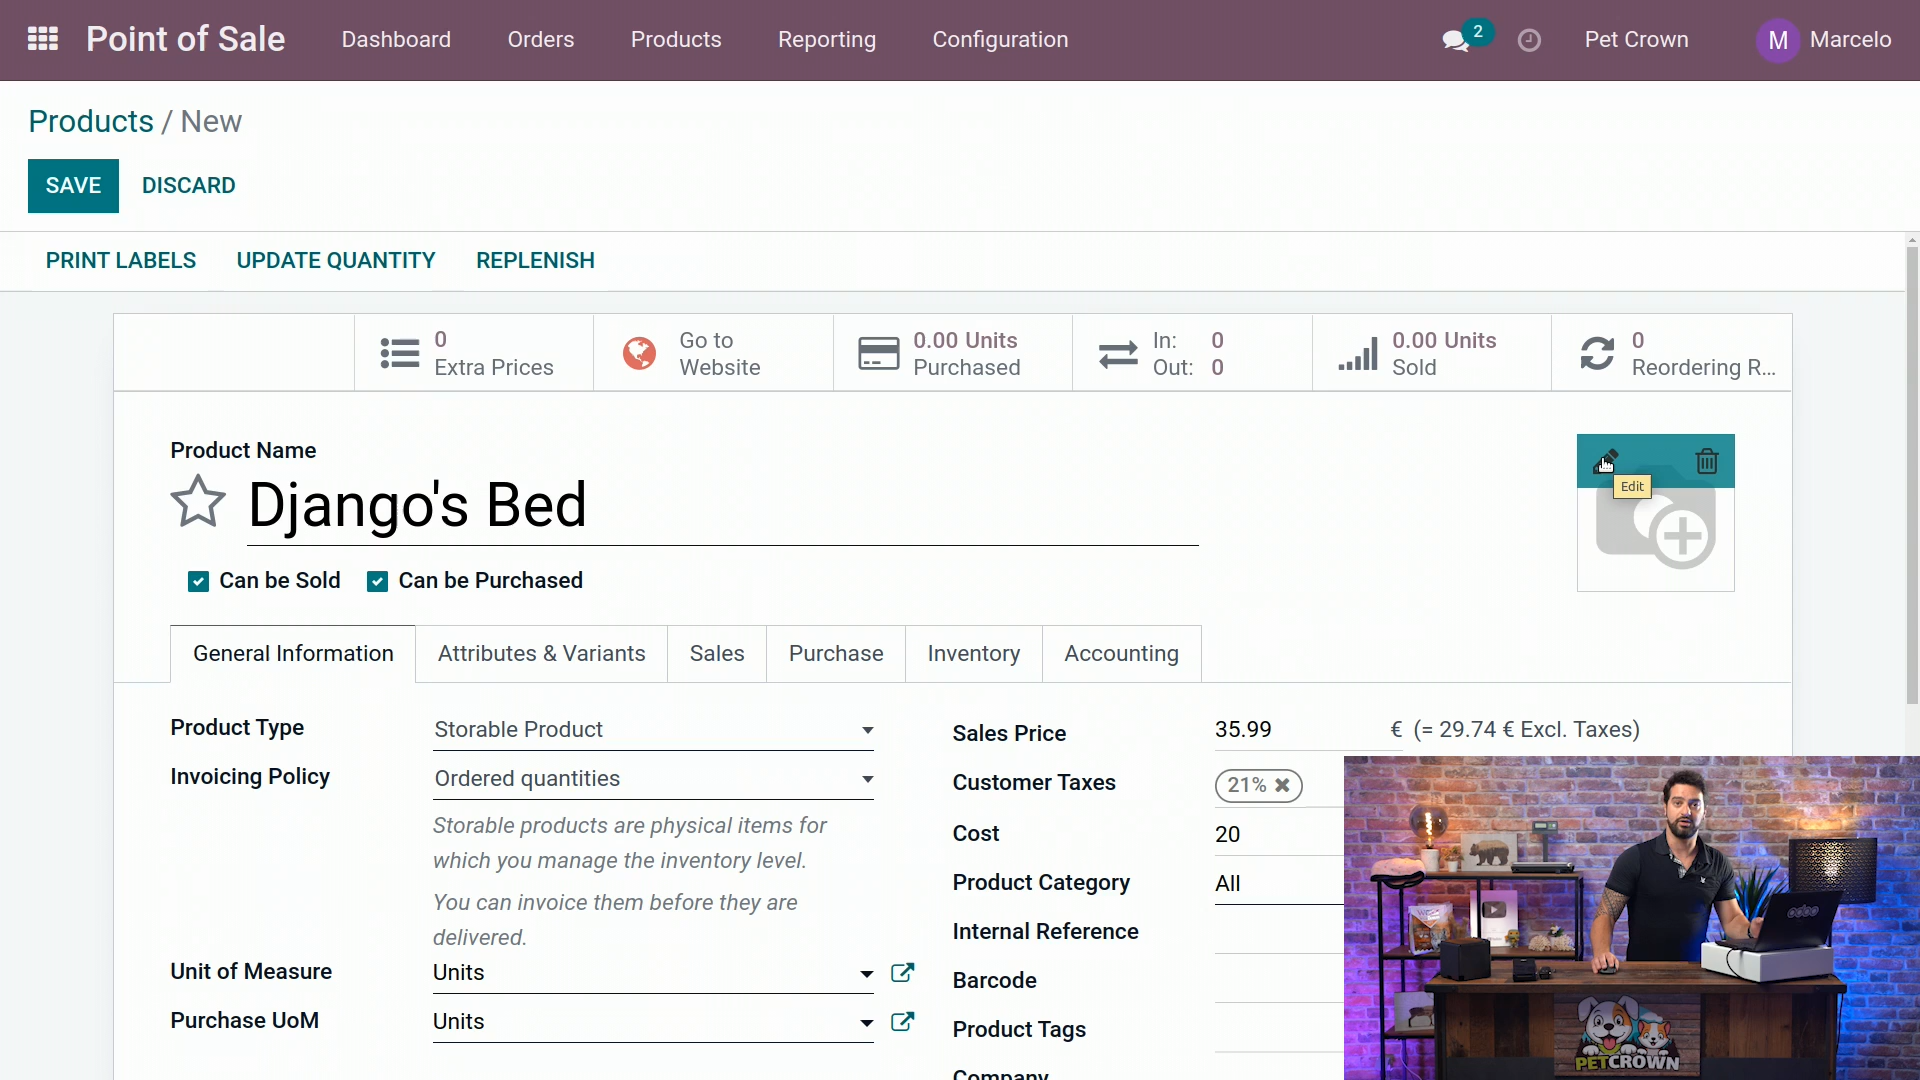 Point of Sale Dashboard Orders Products Reporting Configuration 2 Pet Crown M Marcelo
Products / New
SAVE DISCARD
PRINT LABELS UPDATE QUANTITY REPLENISH
0 Extra Prices
Go to Website
0.00 Units Purchased
In: 0
Out: 0
0.00 Units Sold
0 Reordering R...
Product Name
Django's Bed
Edit
Can be Sold Can be Purchased
General Information Attributes & Variants Sales Purchase Inventory Accounting
Product Type Storable Product
Invoicing Policy Ordered quantities
Storable products are physical items for
which you manage the inventory level.
You can invoice them before they are
delivered.
Unit of Measure Units
Purchase UoM Units
Sales Price 35.99 € (= 29.74 € Excl. Taxes)
Customer Taxes 21%
Cost 20
Product Category All
Internal Reference
Barcode
Product Tags
Company
odoo
PETCROWN